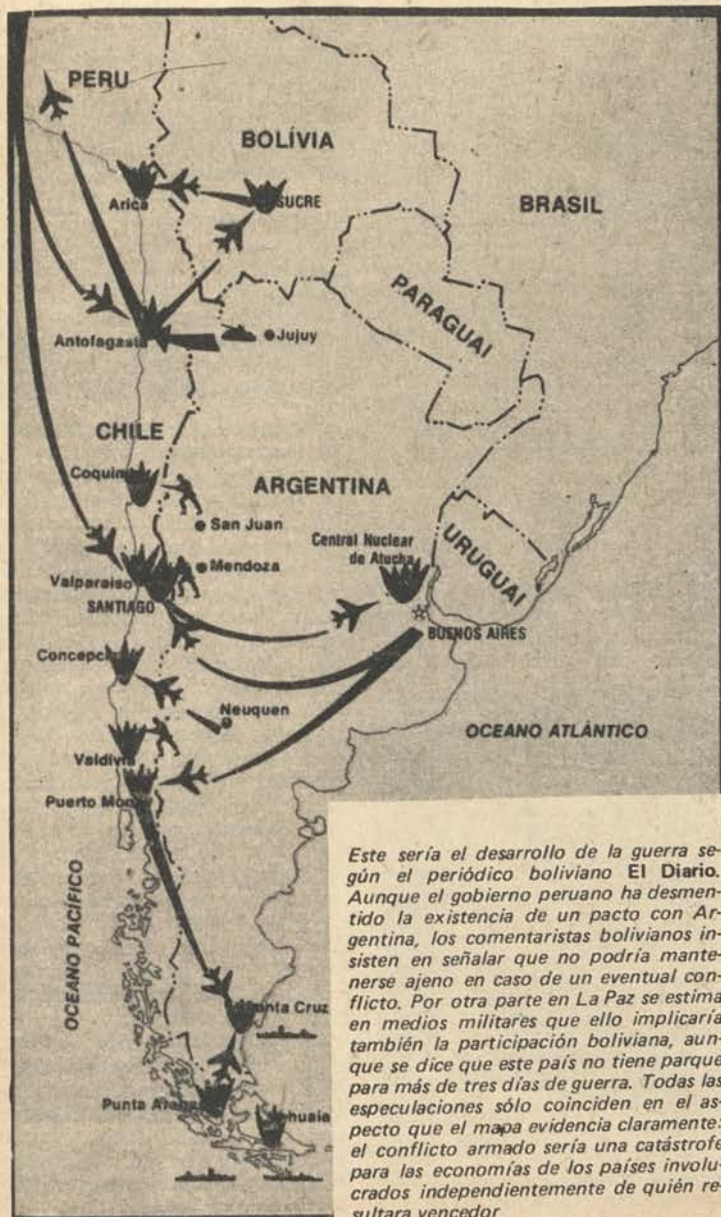 PERU
BOLÍVIA
Arica
SUCRE
BRASIL
PARAGUAI
Antofagasta
Jujuy
CHILE
Coquim
ARGENTINA
San Juan
Central Nuclear
de Atucha
Mendoza
URUGUAI
Valparaiso
SANTIAGO
BUENOS AIRES
Concepció
Neuquen
OCEANO ATLÂNTICO
Valdivia
Puerto Mon
OCEANO PACÍFICO
Santa Cruz
Punta Arenas
shuaia
Este sería el desarrollo de la guerra se-
gún el periódico boliviano El Diario.
Aunque el gobierno peruano ha desmen-
tido la existencia de un pacto con Ar-
gentina, los comentaristas bolivianos in-
sisten en señalar que no podría mante-
nerse ajeno en caso de un eventual con-
flicto. Por otra parte en La Paz se estima
en medios militares que ello implicaría
también la participación boliviana, aun-
que se dice que este país no tiene parque
para más de tres días de guerra. Todas las
especulaciones sólo coinciden en el as-
pecto que el mapa evidencia claramente:
el conflicto armado sería una catástrofe
para las economías de los países involu-
crados independientemente de quién re-
sultara vencedor